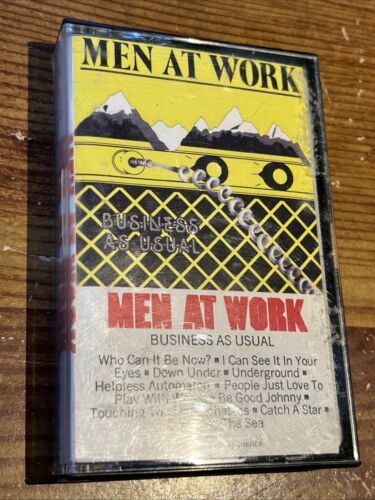 MEN AT WORK
BUSINESS
AS USUAL
MEN AT WORK
BUSINESS AS USUAL
Who Can It Be Now? ▪ I Can See It In Your
Eyes ▪ Down Under ▪ Underground ▪
Helpless Automaton ▪ People Just Love To
Play With Words ▪ Be Good Johnny ▪
Touching The Untouchables ▪ Catch A Star ▪
The Sea
sequence